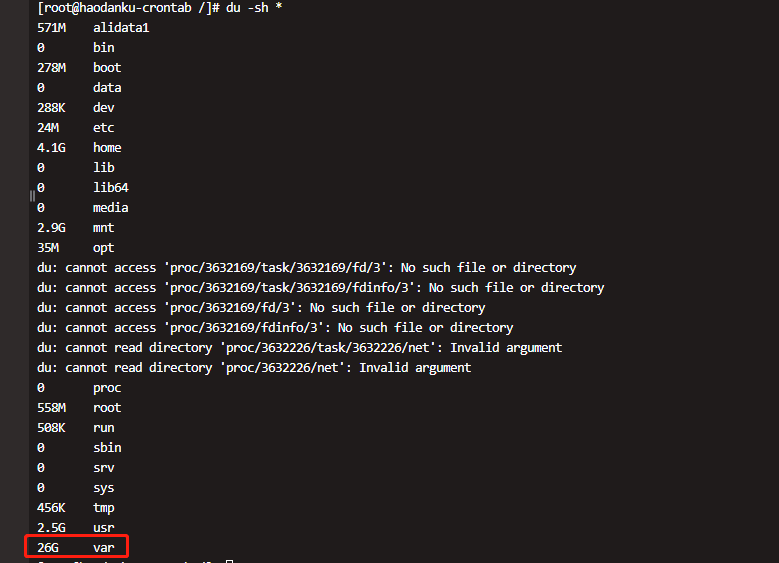 [root@haodanku-crontab /]# du -sh *
571M alidata1
0 bin
278M boot
0 data
288K dev
24M etc
4.1G home
0 lib
0 lib64
0 media
2.9G mnt
35M opt
du: cannot access 'proc/3632169/task/3632169/fd/3': No such file or directory
du: cannot access 'proc/3632169/task/3632169/fdinfo/3': No such file or directory
du: cannot access 'proc/3632169/fd/3': No such file or directory
du: cannot access 'proc/3632169/fdinfo/3': No such file or directory
du: cannot read directory 'proc/3632226/task/3632226/net': Invalid argument
du: cannot read directory 'proc/3632226/net': Invalid argument
0 proc
558M root
508K run
0 sbin
0 srv
0 sys
456K tmp
2.5G usr
26G var